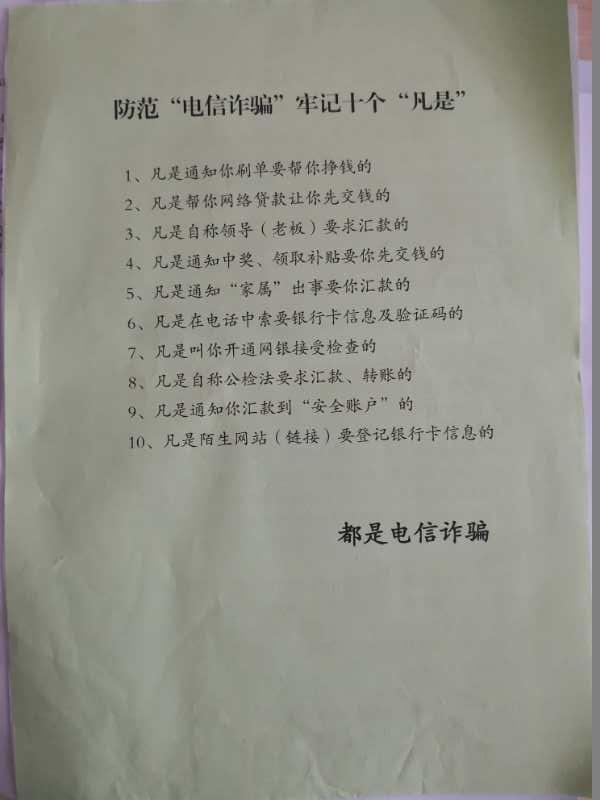 防范“电信诈骗”牢记十个“凡是”
1、凡是通知你刷单要帮你挣钱的
2、凡是帮你网络贷款让你先交钱的
3、凡是自称领导（老板）要求汇款的
4、凡是通知中奖、领取补贴要你先交钱的
5、凡是通知“家属”出事要你汇款的
6、凡是在电话中索要银行卡信息及验证码的
7、凡是叫你开通网银接受检查的
8、凡是自称公检法要求汇款、转账的
9、凡是通知你汇款到“安全账户”的
10、凡是陌生网站（链接）要登记银行卡信息的
都是电信诈骗